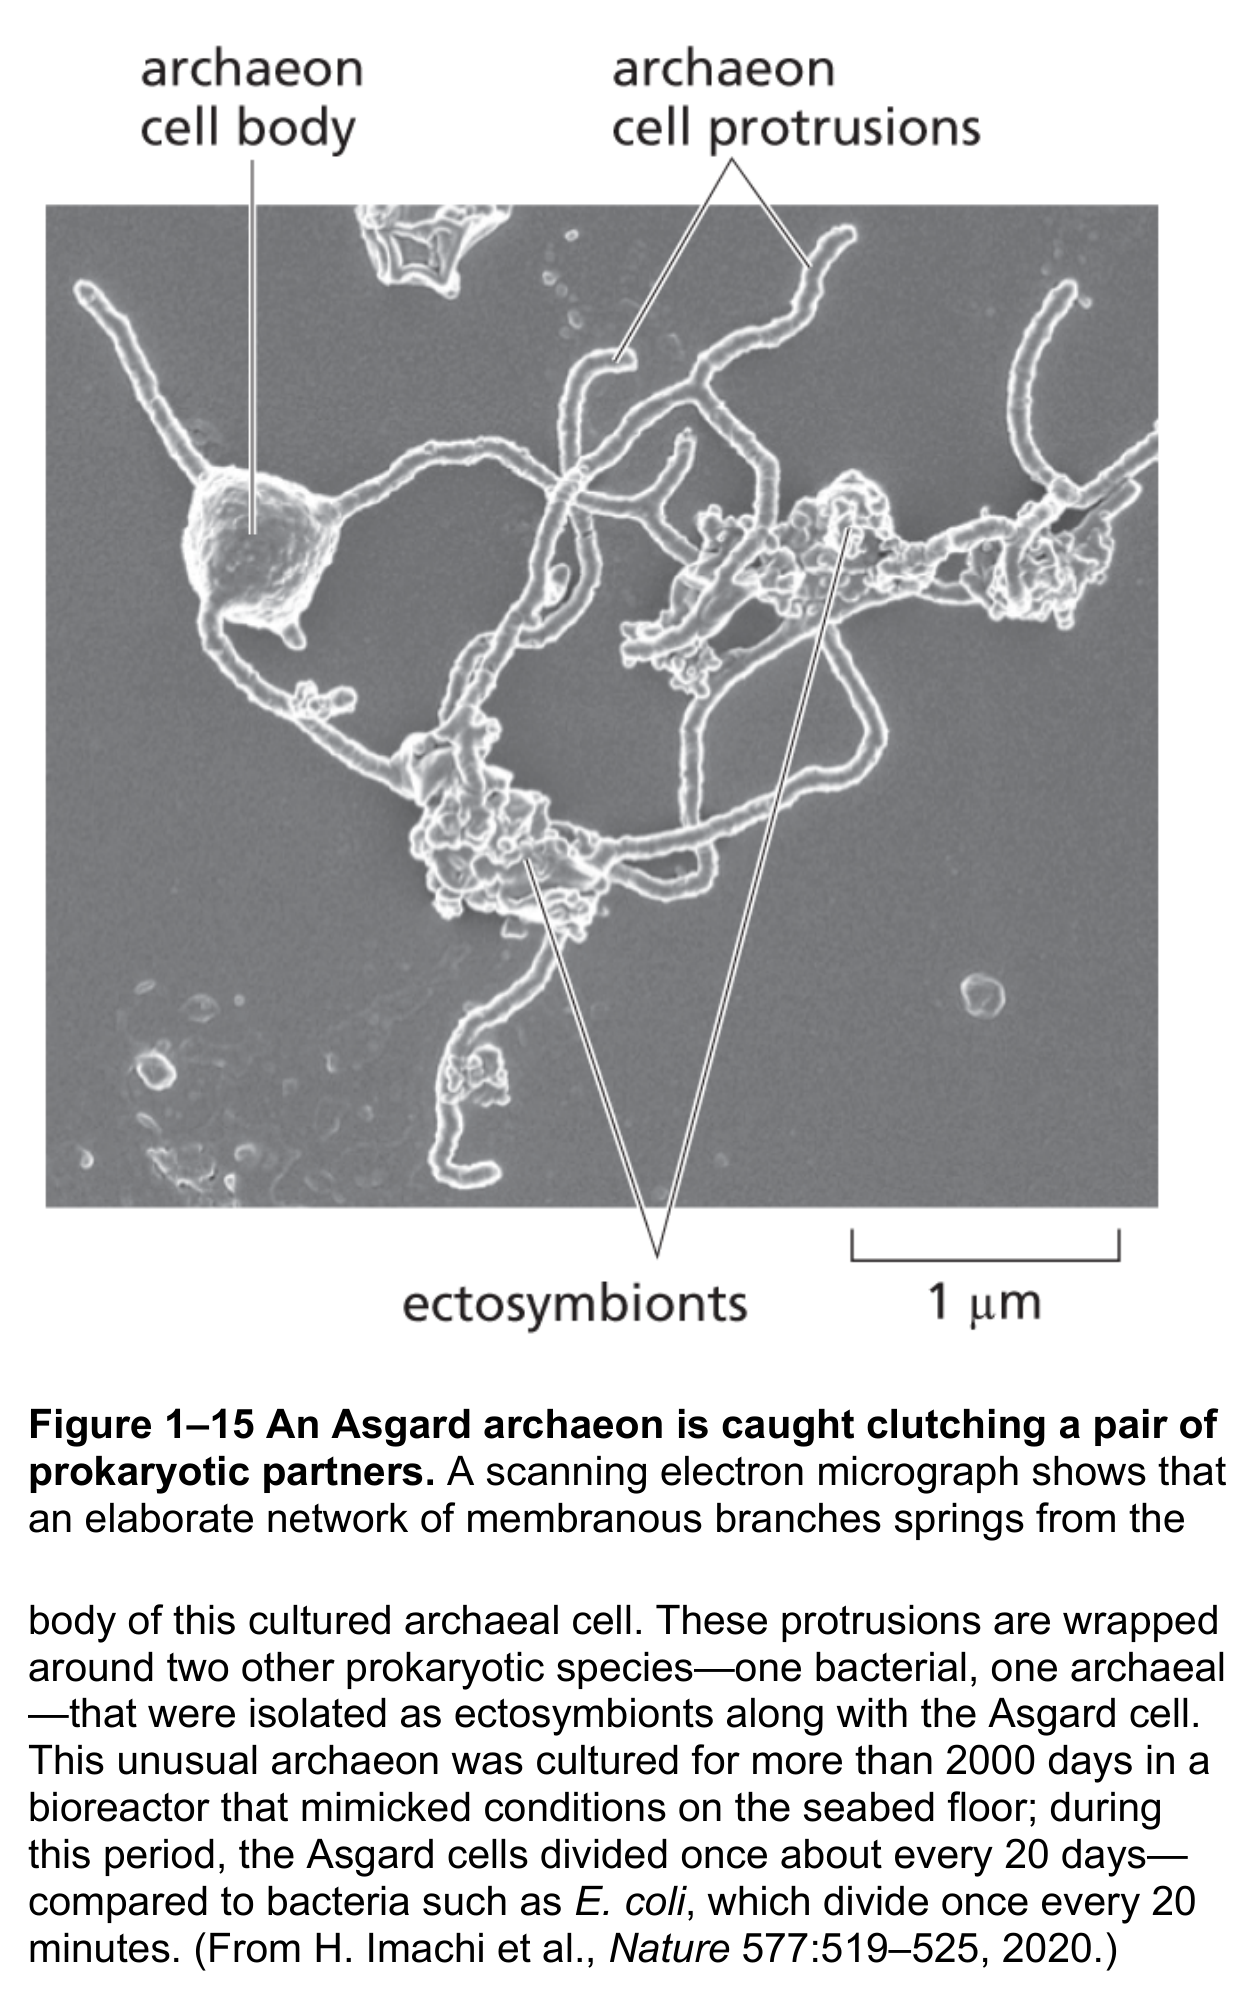 archaeon
cell body
archaeon
cell protrusions
ectosymbionts
1 μm
Figure 1–15 An Asgard archaeon is caught clutching a pair of
prokaryotic partners. A scanning electron micrograph shows that
an elaborate network of membranous branches springs from the
body of this cultured archaeal cell. These protrusions are wrapped
around two other prokaryotic species—one bacterial, one archaeal
—that were isolated as ectosymbionts along with the Asgard cell.
This unusual archaeon was cultured for more than 2000 days in a
bioreactor that mimicked conditions on the seabed floor; during
this period, the Asgard cells divided once about every 20 days—
compared to bacteria such as E. coli, which divide once every 20
minutes. (From H. Imachi et al., Nature 577:519–525, 2020.)